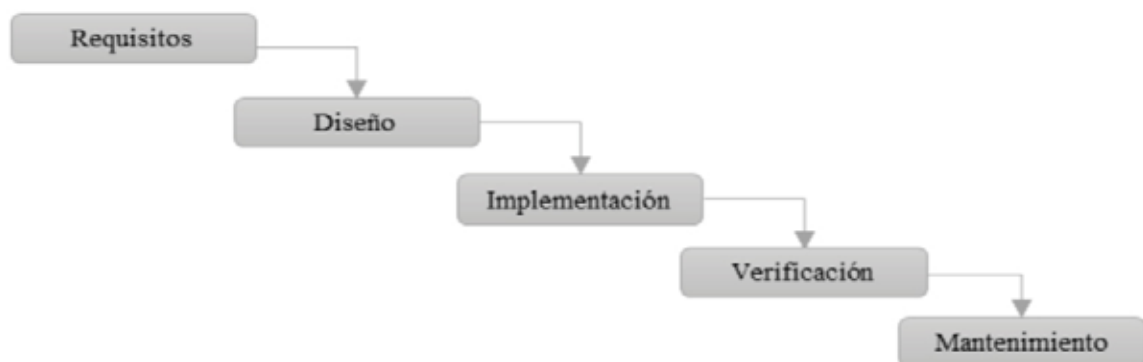 Requisitos
Diseño
Implementación
Verificación
Mantenimiento